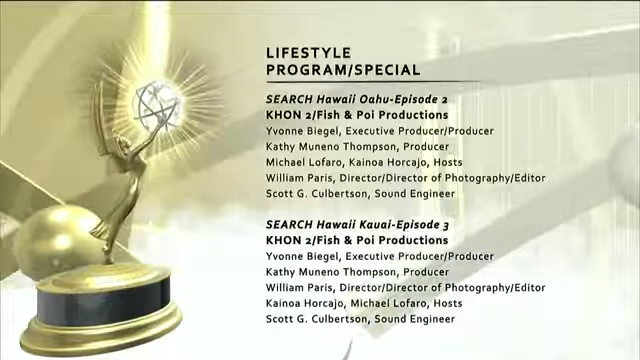 LIFESTYLE
PROGRAM/SPECIAL
SEARCH Hawaii Oahu-Episode 2
KHON 2/Fish & Poi Productions
Yvonne Biegel, Executive Producer/Producer
Kathy Muneno Thompson, Producer
Michael Lofaro, Kainoa Horcajo, Hosts
William Paris, Director/Director of Photography/Editor
Scott G. Culbertson, Sound Engineer
SEARCH Hawaii Kauai-Episode 3
KHON 2/Fish & Poi Productions
Yvonne Biegel, Executive Producer/Producer
Kathy Muneno Thompson, Producer
William Paris, Director/Director of Photography/Editor
Kainoa Horcajo, Michael Lofaro, Hosts
Scott G. Culbertson, Sound Engineer